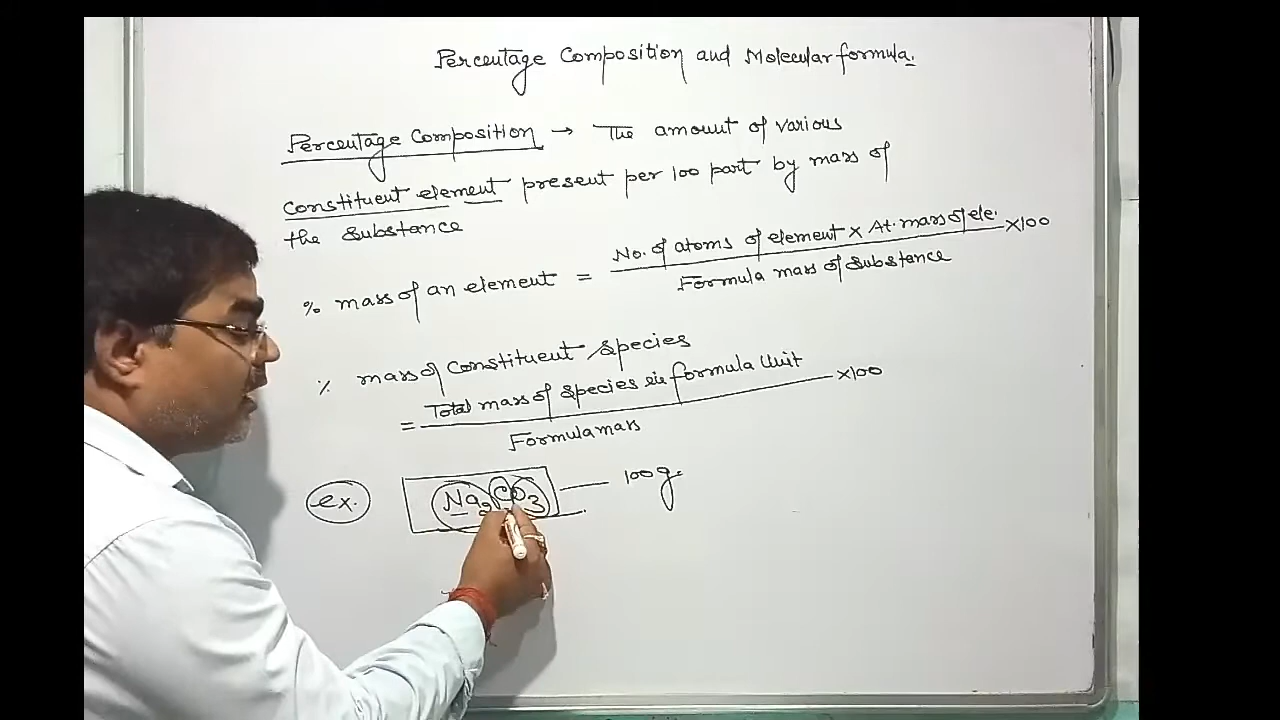 Percentage Composition and Molecular formula.
Percentage Composition → The amount of various
constituent element present per 100 part by mass of
the substance
% mass of an element = No. of atoms of element × At. mass of ele. ×100
Formula mass of substance
% mass of Constituent species
= Total mass of species in formula Unit ×100
Formula mass
ex. Na2CO3 — 100g.